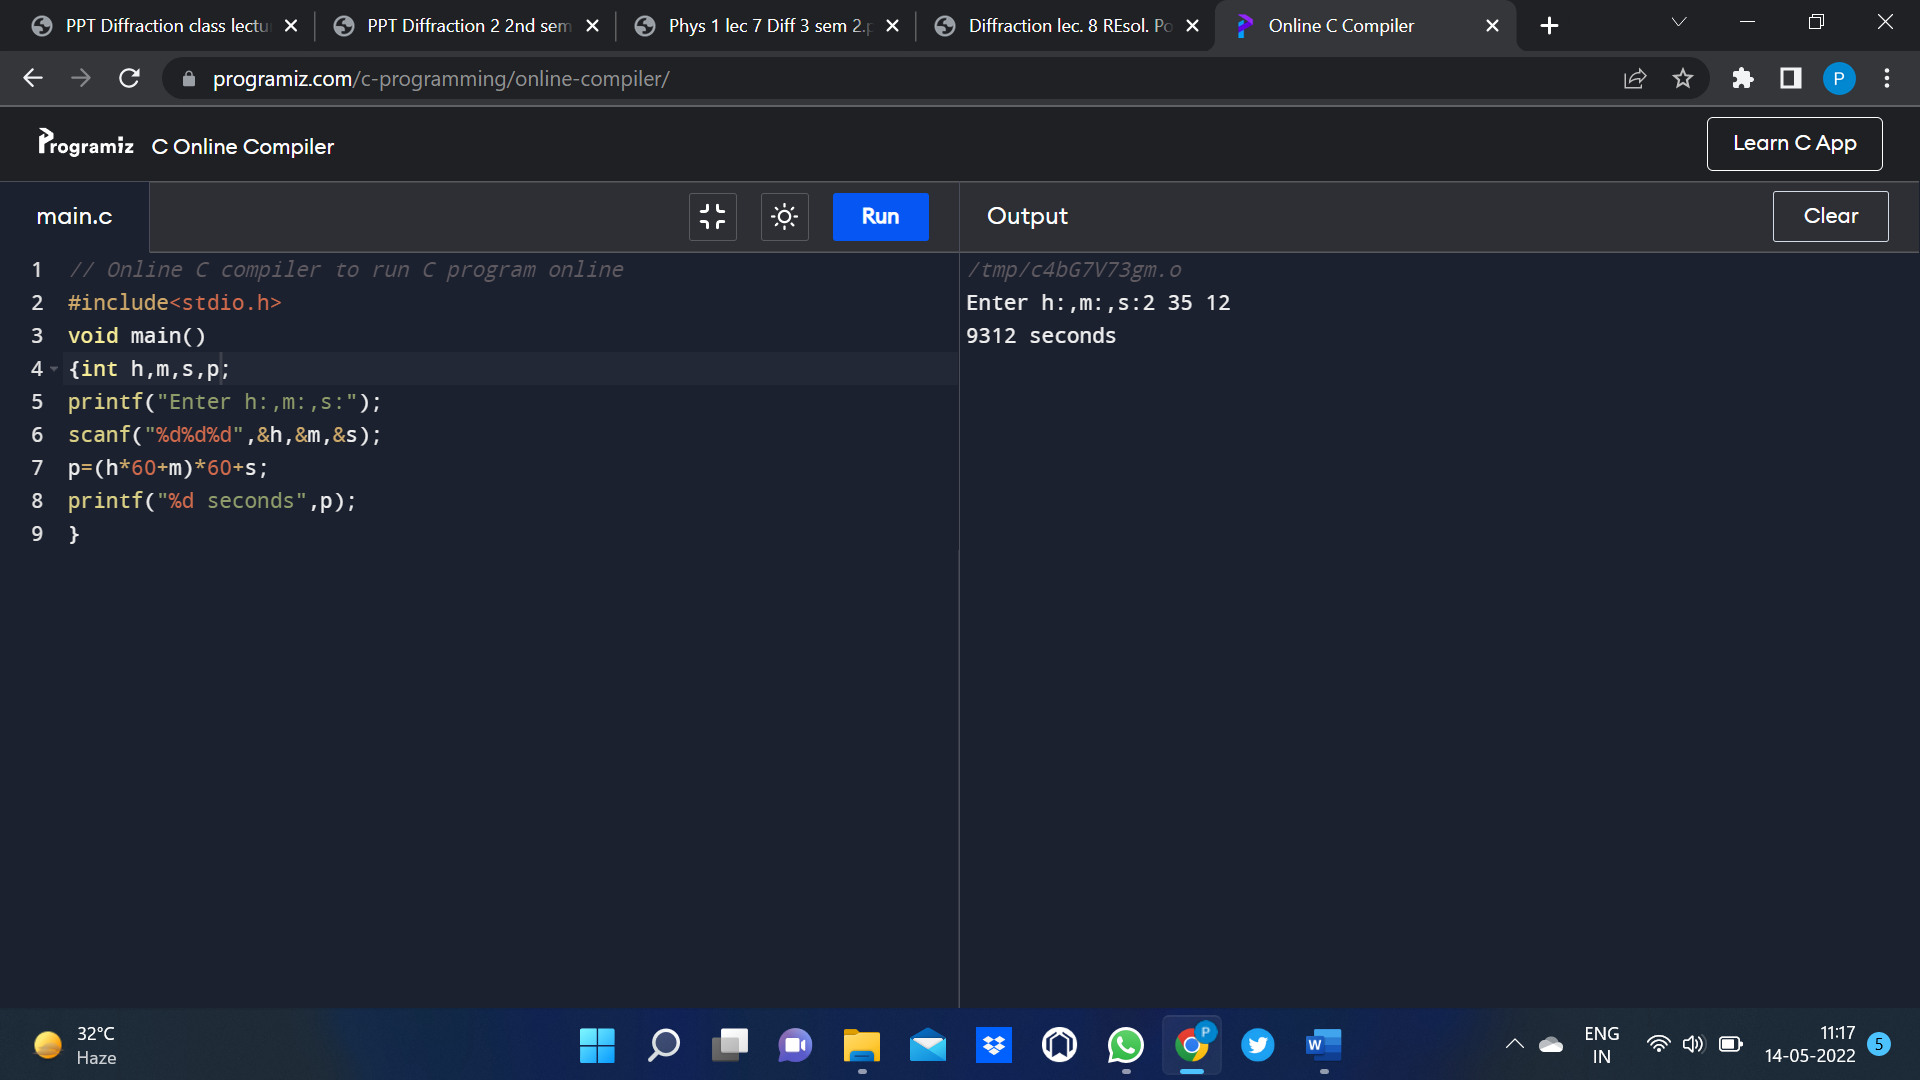 PPT Diffraction class lectu
PPT Diffraction 2 2nd sem
Phys 1 lec 7 Diff 3 sem 2.p
Diffraction lec. 8 REsol. Po
Online C Compiler
programiz.com/c-programming/online-compiler/
P
Programiz
C Online Compiler
Learn C App
main.c
Run
Output
Clear
1 // Online C compiler to run C program online
2 #include<stdio.h>
3 void main()
4 {int h,m,s,p;
5 printf("Enter h:,m:,s:");
6 scanf("%d%d%d",&h,&m,&s);
7 p=(h*60+m)*60+s;
8 printf("%d seconds",p);
9 }
/tmp/c4bG7V73gm.o
Enter h:,m:,s:2 35 12
9312 seconds
32°C
Haze
P
W
ENG
IN
11:17
14-05-2022
5